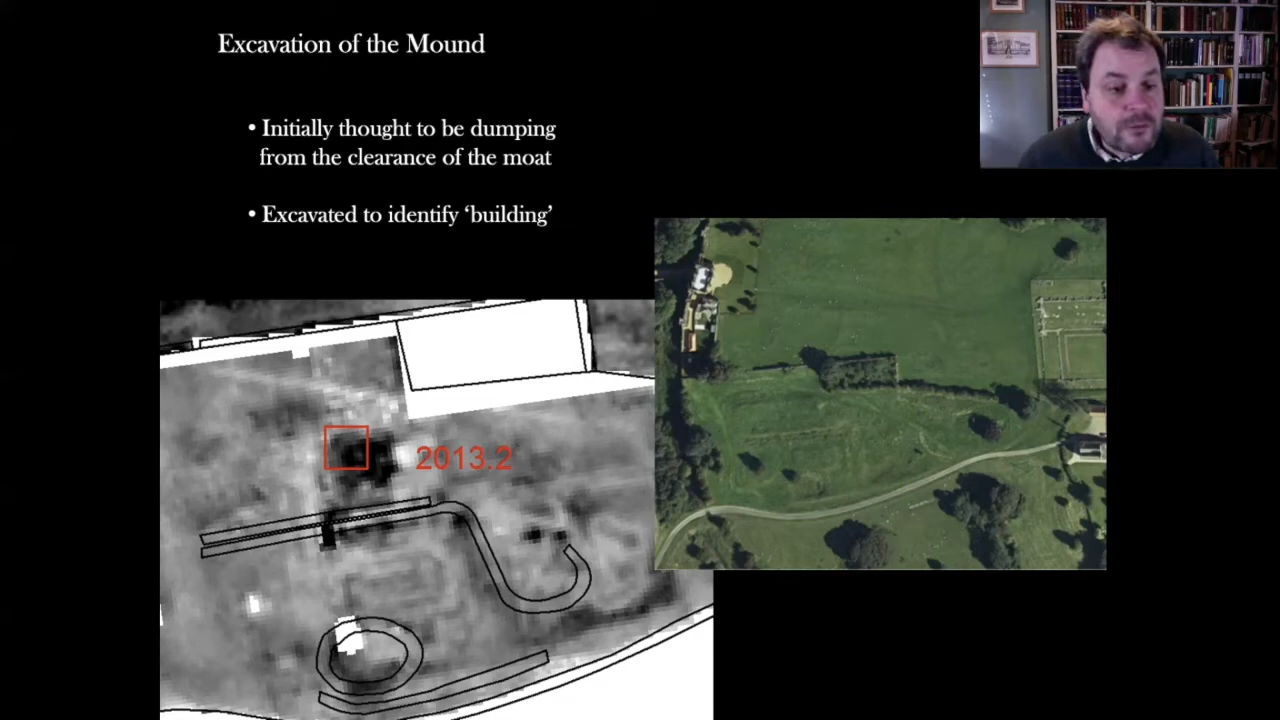 Excavation of the Mound
• Initially thought to be dumping
from the clearance of the moat
• Excavated to identify ‘building’
2013.2